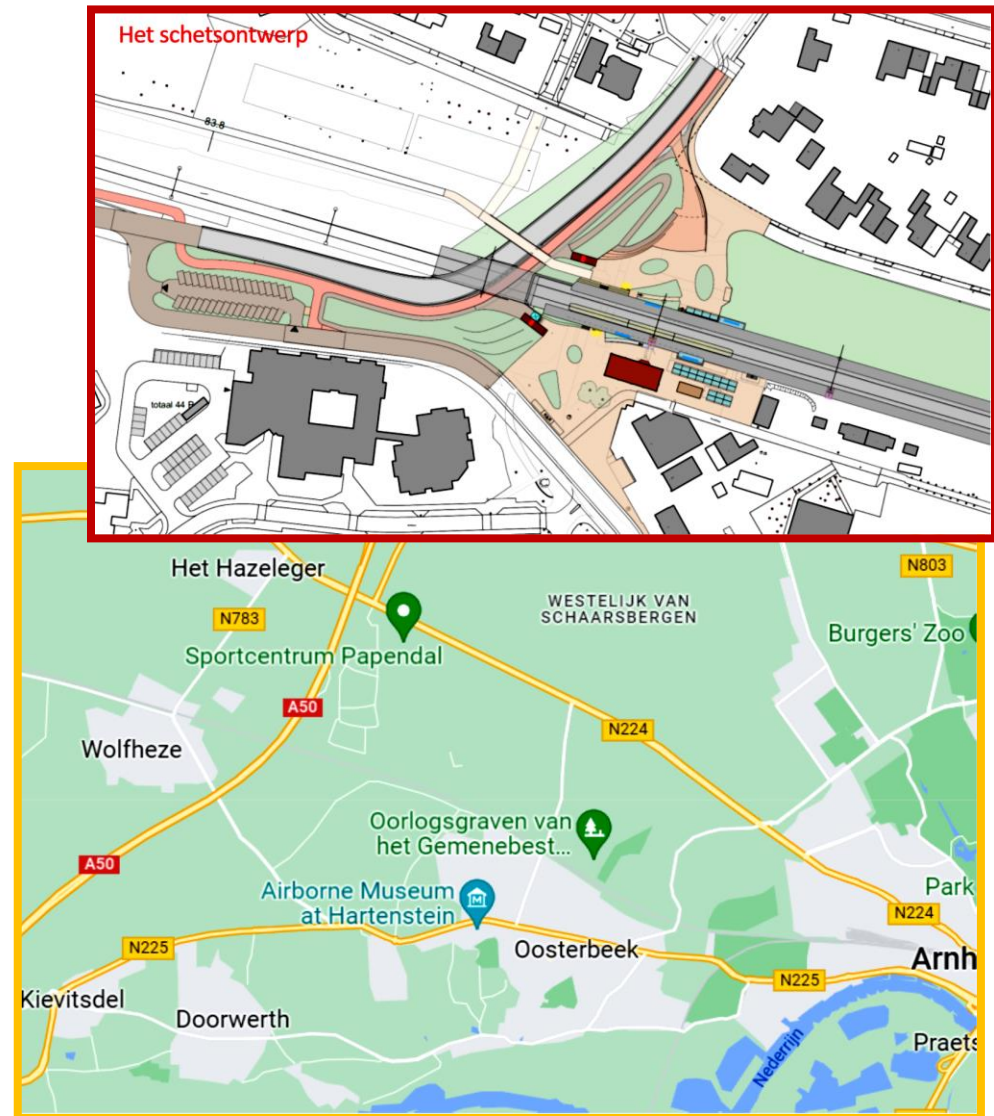 Het schetsontwerp
83.8
totaal 44 P
Het Hazeleger
N783
Sportcentrum Papendal
WESTELIJK VAN
SCHAARSBERGEN
N803
Burgers' Zoo
A50
N224
Wolfheze
Oorlogsgraven van
het Gemenebest...
A50
Airborne Museum
at Hartenstein
Park
N224
N225
Oosterbeek
Arnh
N225
Kievitsdel
Doorwerth
Nederrijn
Praets